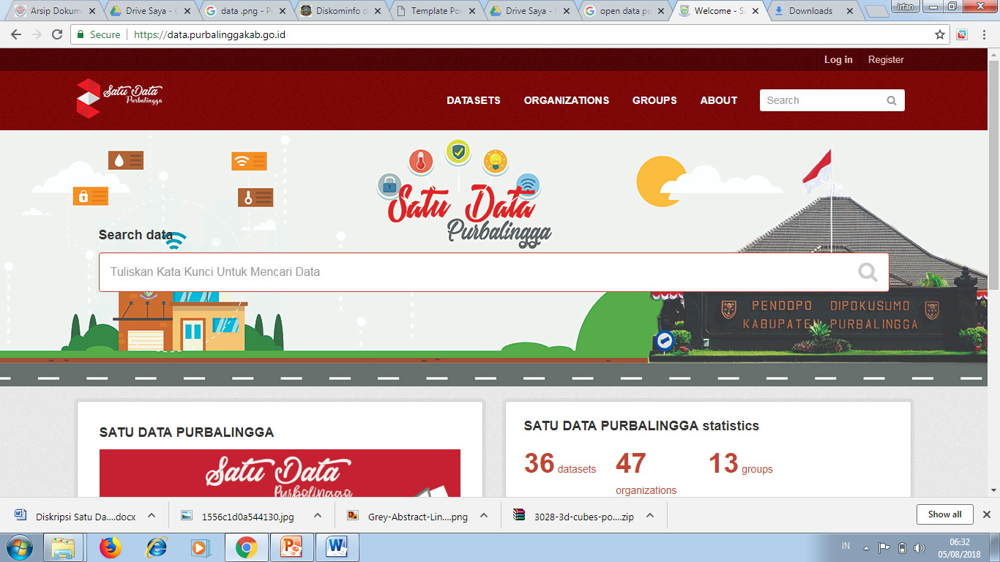 Arsip Dokume
Drive Saya - G
data .png - Pe
Diskominfo d
Template Pow
Drive Saya - G
open data pu
Welcome - SA
Downloads
irfan
Secure
https://data.purbalinggakab.go.id
Log in
Register
Satu Data
Purbalingga
DATASETS
ORGANIZATIONS
GROUPS
ABOUT
Search
Satu Data
Purbalingga
Search data
Tuliskan Kata Kunci Untuk Mencari Data
PENDOPO DIPOKUSUMO
KABUPATEN PURBALINGGA
SATU DATA PURBALINGGA
Satu Data
Purbalingga
SATU DATA PURBALINGGA statistics
36 datasets
47 organizations
13 groups
Diskripsi Satu Da....docx
1556c1d0a544130.jpg
Grey-Abstract-Lin....png
3028-3d-cubes-po....zip
Show all
IN
06:32
05/08/2018